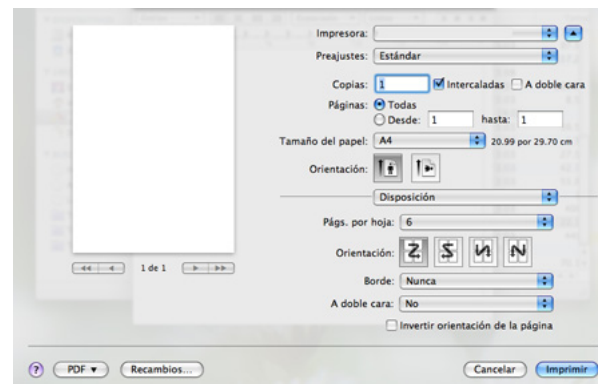 Impresora:
Preajustes: Estándar
Copias: 1 Intercaladas A doble cara
Páginas: Todas
Desde: 1 hasta: 1
Tamaño del papel: A4 20.99 por 29.70 cm
Orientación:
Disposición
Págs. por hoja: 6
Orientación:
Borde: Nunca
1 de 1
A doble cara: No
Invertir orientación de la página
? PDF Recambios... Cancelar Imprimir